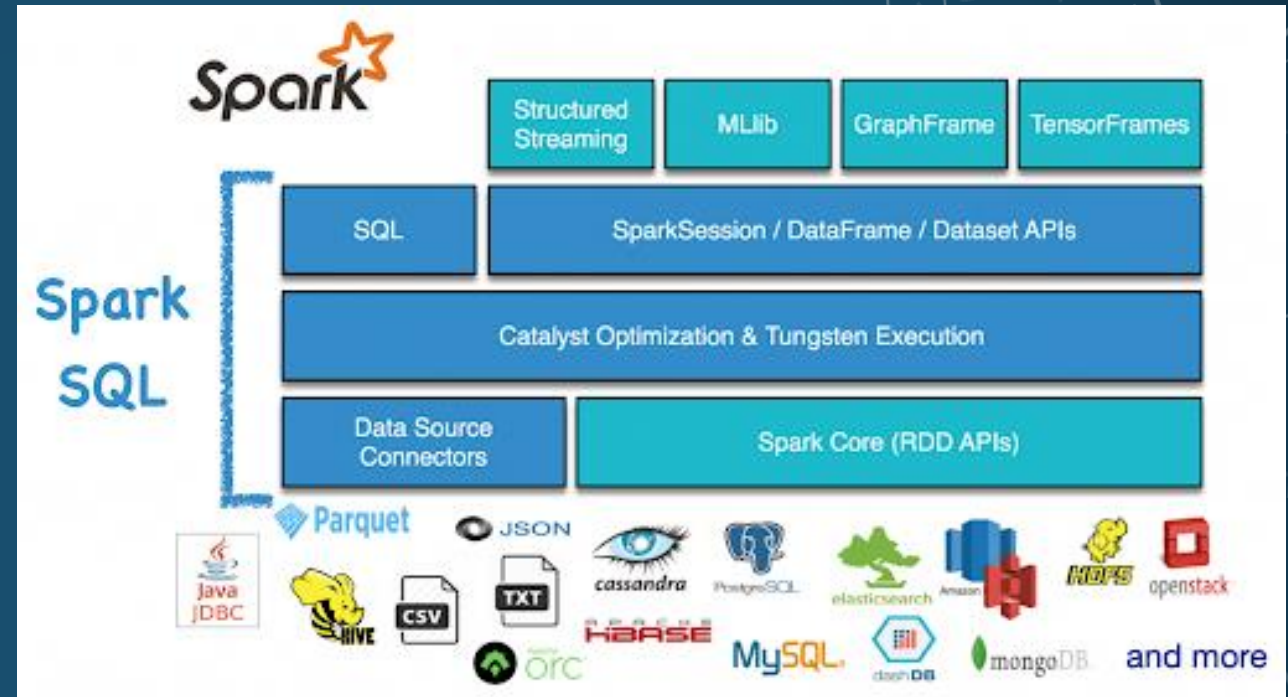 Spark
Structured
Streaming
MLlib
GraphFrame
TensorFrames
SQL
SparkSession / DataFrame / Dataset APIs
Spark
SQL
Catalyst Optimization & Tungsten Execution
Data Source
Connectors
Spark Core (RDD APIs)
Parquet
JSON
Java
JDBC
HIVE
CSV
TXT
cassandra
PostgreSQL
elasticsearch
Amazon
HDFS
openstack
orc
APACHE
HBASE
MySQL
dashDB
mongoDB
and more